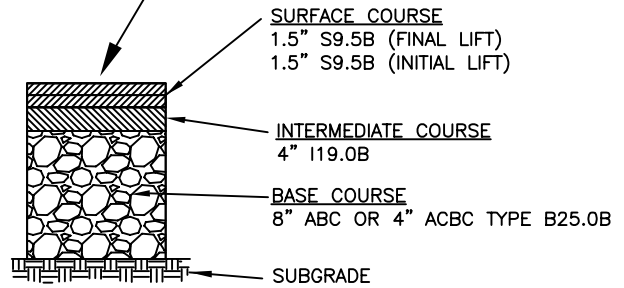 SURFACE COURSE
1.5" S9.5B (FINAL LIFT)
1.5" S9.5B (INITIAL LIFT)
INTERMEDIATE COURSE
4" I19.0B
BASE COURSE
8" ABC OR 4" ACBC TYPE B25.0B
SUBGRADE